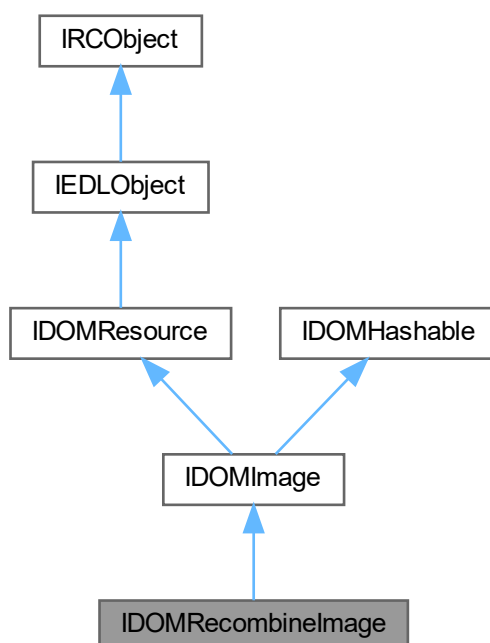 IRCObject
IEDLObject
IDOMResource
IDOMHashable
IDOMImage
IDOMRecombineImage